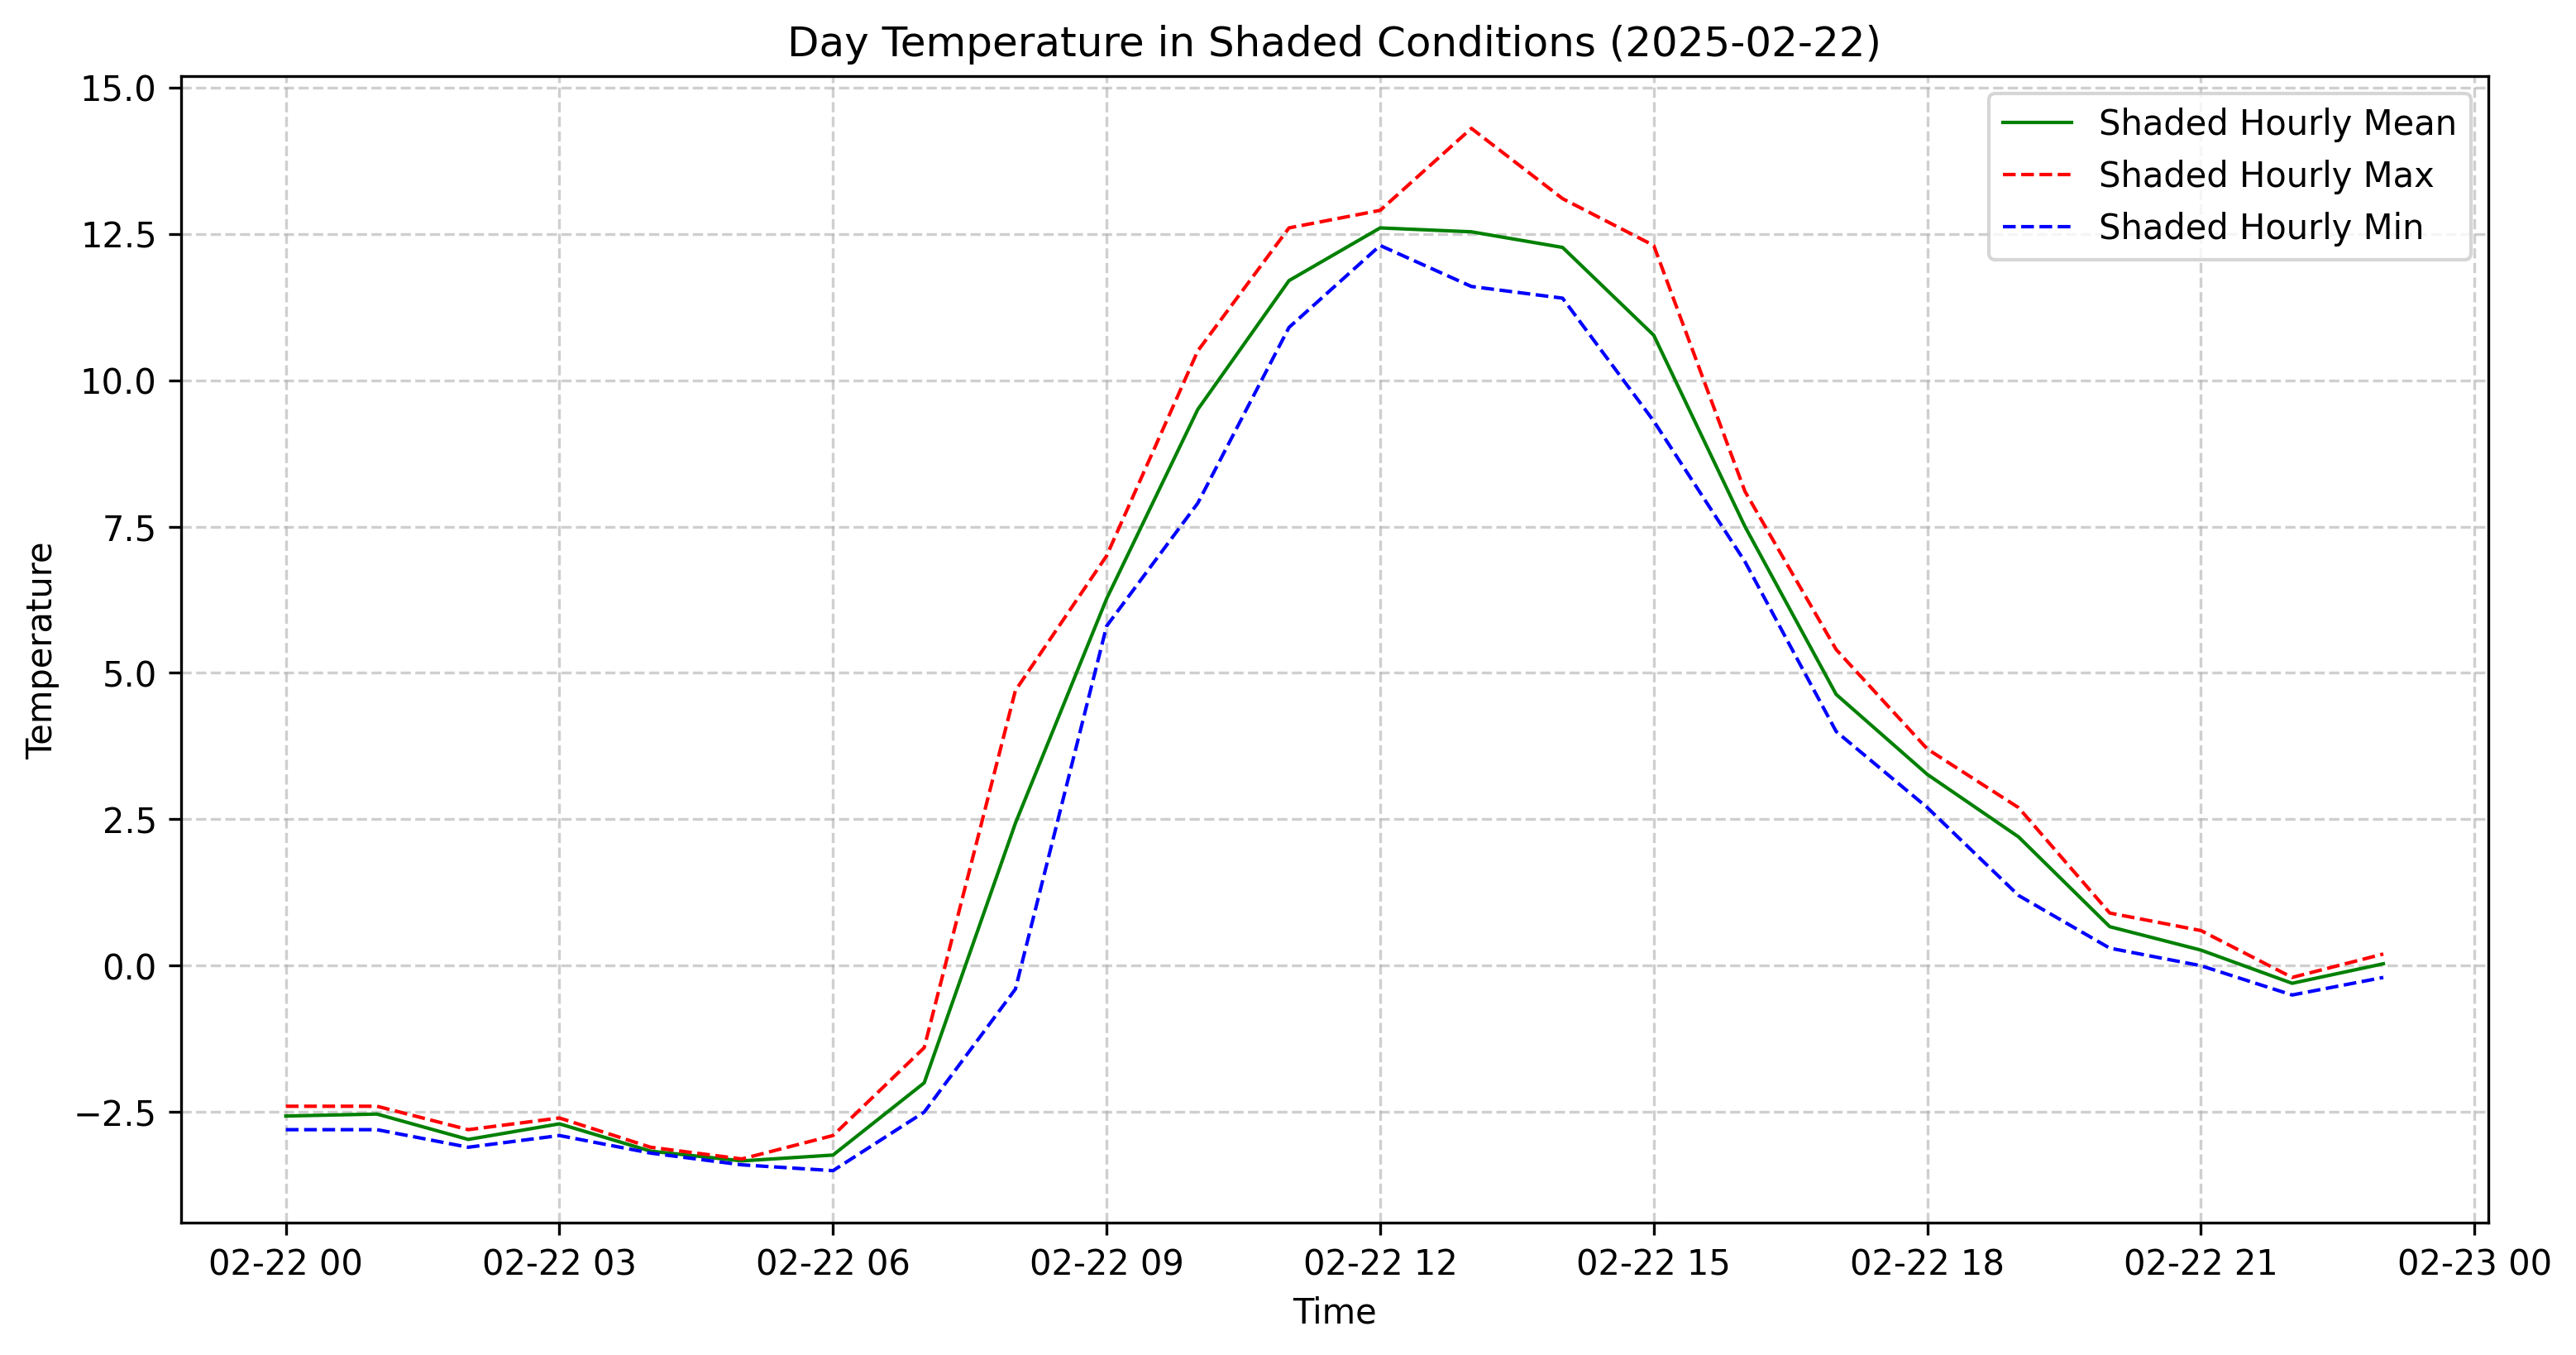 Day Temperature in Shaded Conditions (2025-02-22)
15.0
12.5
10.0
7.5
5.0
2.5
0.0
−2.5
Temperature
Shaded Hourly Mean
Shaded Hourly Max
Shaded Hourly Min
02-22 00 02-22 03 02-22 06 02-22 09 02-22 12 02-22 15 02-22 18 02-22 21 02-23 00
Time